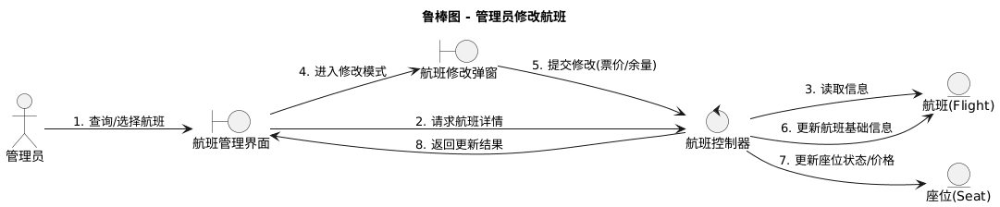 鲁棒图 - 管理员修改航班
航班修改弹窗
4. 进入修改模式
5. 提交修改(票价/余量)
3. 读取信息
航班(Flight)
1. 查询/选择航班
2. 请求航班详情
6. 更新航班基础信息
管理员
航班管理界面
8. 返回更新结果
航班控制器
7. 更新座位状态/价格
座位(Seat)